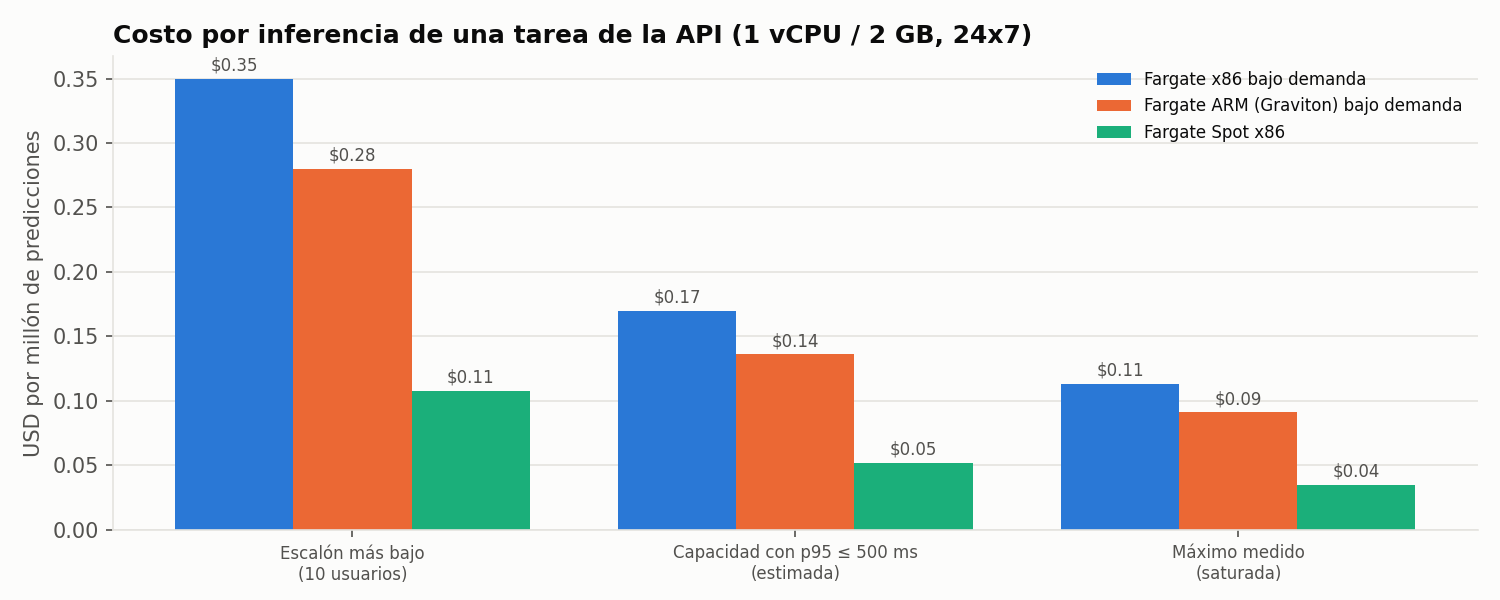 Costo por inferencia de una tarea de la API (1 vCPU / 2 GB, 24x7)
USD por millón de predicciones
0.35
0.30
0.25
0.20
0.15
0.10
0.05
0.00
Fargate x86 bajo demanda
Fargate ARM (Graviton) bajo demanda
Fargate Spot x86
$0.35
$0.28
$0.11
$0.17
$0.14
$0.05
$0.11
$0.09
$0.04
Escalón más bajo
(10 usuarios)
Capacidad con p95 ≤ 500 ms
(estimada)
Máximo medido
(saturada)